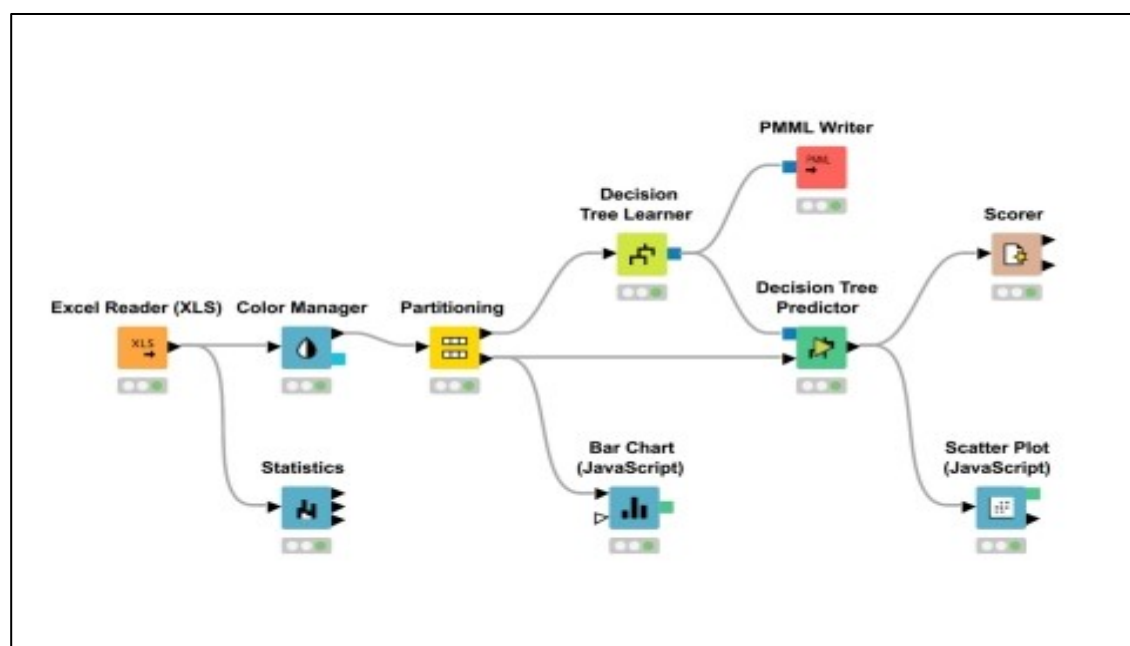 PMML Writer
PMML
Decision
Tree Learner
Scorer
Excel Reader (XLS)
Color Manager
Partitioning
Decision Tree
Predictor
XLS
Statistics
Bar Chart
(JavaScript)
Scatter Plot
(JavaScript)